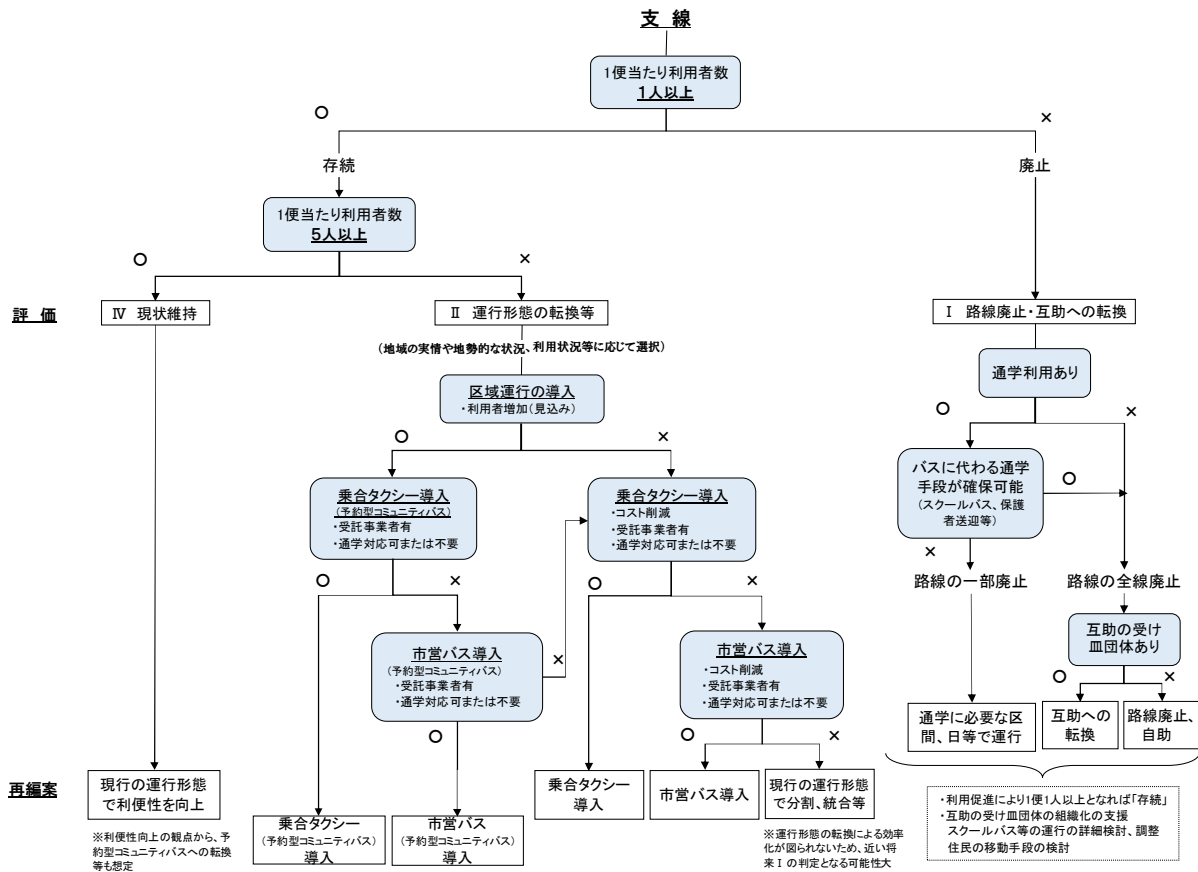 支 線
1便当たり利用者数
1人以上
○
×
存続
廃止
1便当たり利用者数
5人以上
○
×
評 価
Ⅳ 現状維持
Ⅱ 運行形態の転換等
Ⅰ 路線廃止・互助への転換
(地域の実情や地勢的な状況、利用状況等に応じて選択)
区域運行の導入
・利用者増加(見込み)
○
×
通学利用あり
○
×
乗合タクシー導入
(予約型コミュニティバス)
・受託事業者有
・通学対応可または不要
○
×
乗合タクシー導入
・コスト削減
・受託事業者有
・通学対応可または不要
○
×
バスに代わる通学
手段が確保可能
(スクールバス、保護
者送迎等)
○
×
路線の一部廃止
路線の全線廃止
市営バス導入
(予約型コミュニティバス)
・受託事業者有
・通学対応可または不要
×
○
市営バス導入
・コスト削減
・受託事業者有
・通学対応可または不要
○
×
互助の受け
皿団体あり
○
×
通学に必要な区
間、日等で運行
互助への
転換
路線廃止、
自助
再編案
現行の運行形態
で利便性を向上
※利便性向上の観点から、予
約型コミュニティバスへの転換
等も想定
乗合タクシー
(予約型コミュニティバス)
導入
市営バス
(予約型コミュニティバス)
導入
乗合タクシー
導入
市営バス導入
現行の運行形態
で分割、統合等
※運行形態の転換による効率
化が図られないため、近い将
来Ⅰの判定となる可能性大
・利用促進により1便1人以上となれば「存続」
・互助の受け皿団体の組織化の支援
スクールバス等の運行の詳細検討、調整
住民の移動手段の検討